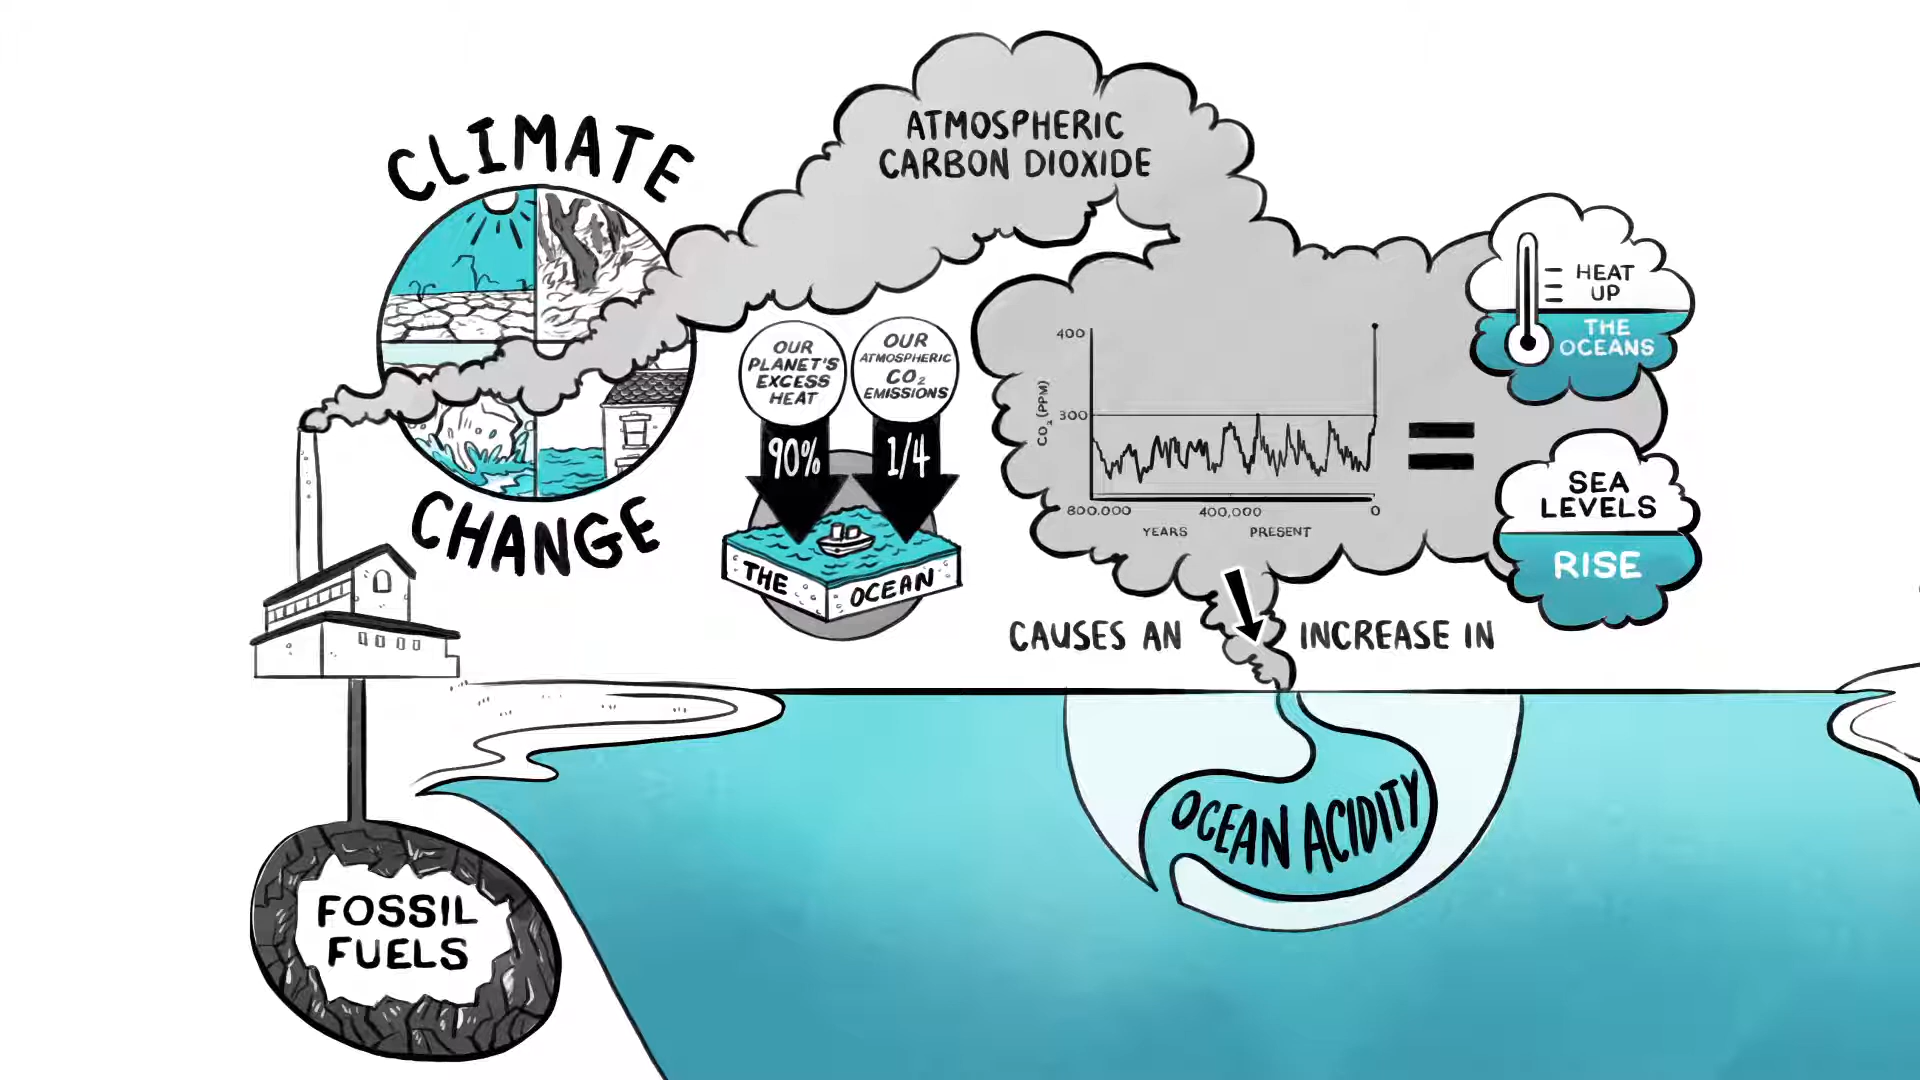 CLIMATE
CHANGE
ATMOSPHERIC
CARBON DIOXIDE
OUR
PLANET'S
EXCESS
HEAT
90%
OUR
ATMOSPHERIC
CO₂
EMISSIONS
1/4
THE OCEAN
400
300
CO₂ (PPM)
800,000 400,000 0
YEARS PRESENT
=
HEAT
UP
THE
OCEANS
SEA
LEVELS
RISE
CAUSES AN INCREASE IN
OCEAN ACIDITY
FOSSIL
FUELS